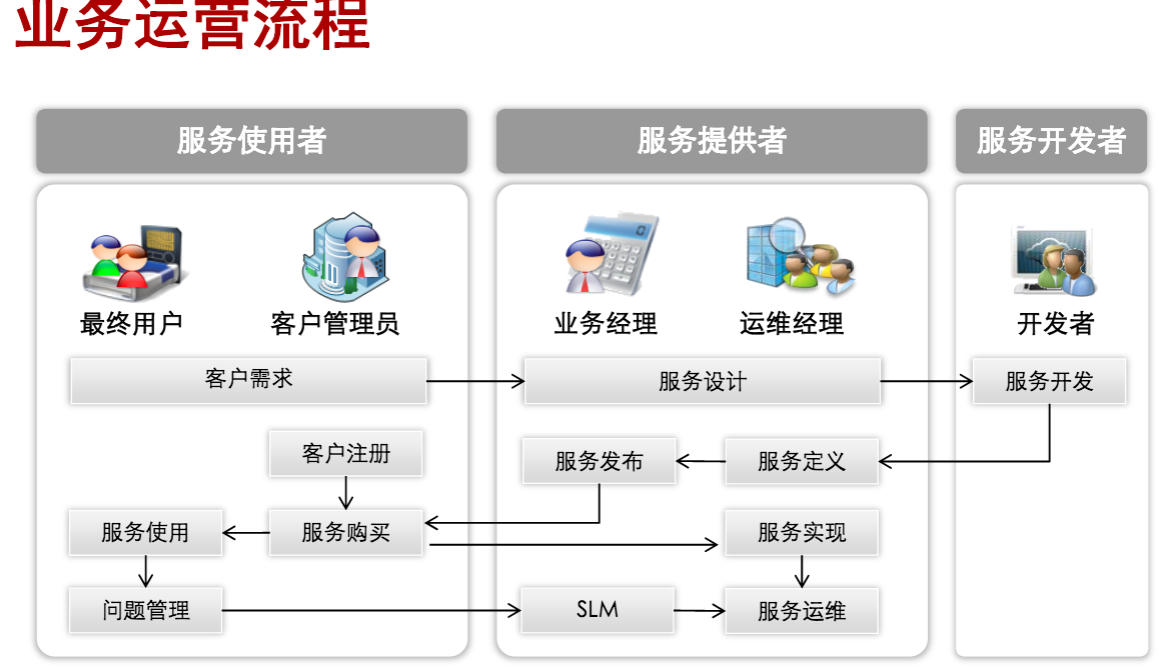 业务运营流程
服务使用者
服务提供者
服务开发者
最终用户
客户管理员
业务经理
运维经理
开发者
客户需求
服务设计
服务开发
客户注册
服务发布
服务定义
服务使用
服务购买
服务实现
问题管理
SLM
服务运维